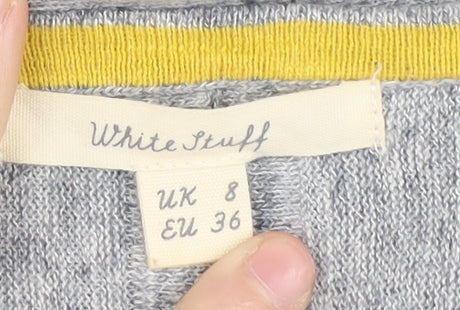 White Stuff
UK 8
EU 36